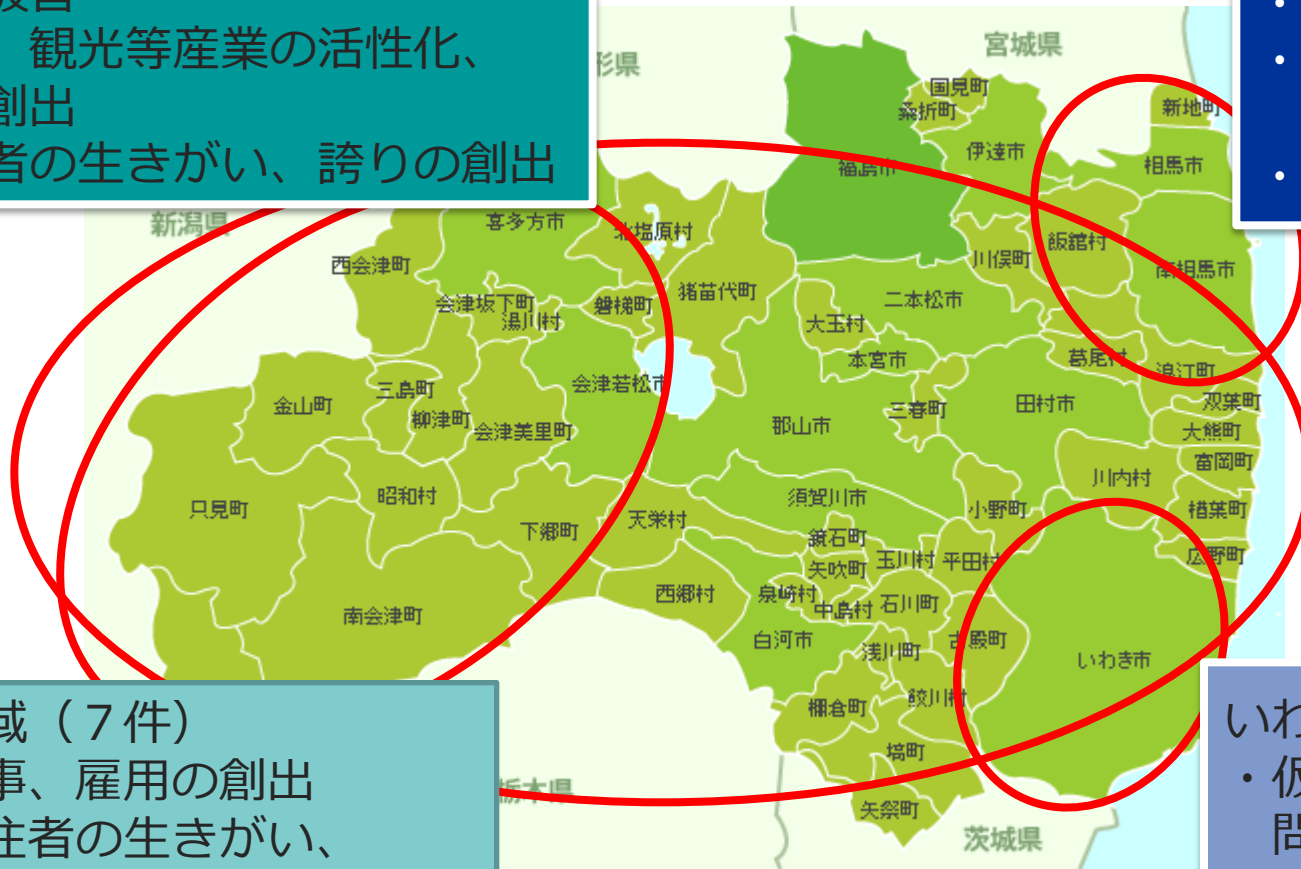 観光等産業の活性化、
創出
者の生きがい、誇りの創出
・
・
・
形県
宮城県
新潟県
国見町
桑折町
新地町
伊達市
相馬市
福島市
喜多方市
北塩原村
飯舘村
川俣町
南相馬市
西会津町
猪苗代町
二本松市
会津坂下町
磐梯町
湯川村
大玉村
本宮市
葛尾村
浪江町
会津若松市
三島町
金山町
柳津町
会津美里町
三春町
田村市
双葉町
郡山市
大熊町
富岡町
川内村
昭和村
須賀川市
只見町
小野町
楢葉町
天栄村
下郷町
鏡石町
矢吹町
玉川村
平田村
広野町
西郷村
泉崎村
中島村
石川町
南会津町
白河市
浅川町
古殿町
いわき市
棚倉町
鮫川村
塙町
矢祭町
栃木県
茨城県
域（７件）
事、雇用の創出
住者の生きがい、
いわ
・仮
問